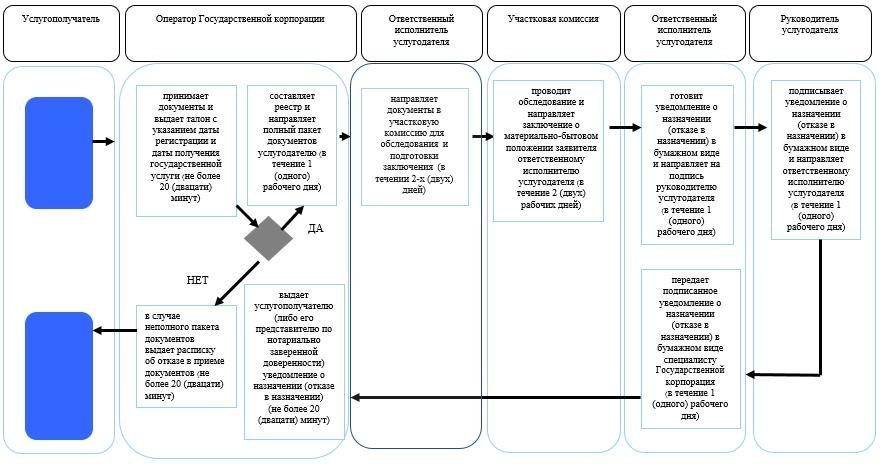 Услугополучатель
Оператор Государственной корпорации
Ответственный
исполнитель
услугодателя
Участковая комиссия
Ответственный
исполнитель
услугодателя
Руководитель
услугодателя
принимает
документы и
выдает талон с
указанием даты
регистрации и
даты получения
государственной
услуги (не более
20 (двацати)
минут)
составляет
реестр и
направляет
полный пакет
документов
услугодателю (в
течение 1
(одного)
рабочего дня)
направляет
документы в
участковую
комиссию для
обследования и
подготовки
заключения (в
течении 2-х (двух)
дней)
проводит
обследование и
направляет
заключение о
материально-бытовом
положении заявителя
ответственному
исполнителю
услугодателя (в
течение 2 (двух)
рабочих дней)
готовит
уведомление о
назначении
(отказе в
назначении) в
бумажном виде
и направляет на
подпись
руководителю
услугодателя
(в течение 1
(одного)
рабочего дня)
подписывает
уведомление о
назначении
(отказе в
назначении) в
бумажном виде
и направляет
ответственному
исполнителю
услугодателя
(в течение 1
(одного)
рабочего дня)
ДА
НЕТ
в случае
неполного пакета
документов
выдает расписку
об отказе в приеме
документов (не
более 20 (двацати)
минут)
выдает
услугополучателю
(либо его
представителю по
нотариально
заверенной
доверенности)
уведомление о
назначении (отказе
в назначении)
(не более 20
(двацати) минут)
передает
подписанное
уведомление о
назначении
(отказе в
назначении) в
бумажном виде
специалисту
Государственной
корпорация
(в течение 1
(одного) рабочего
дня)